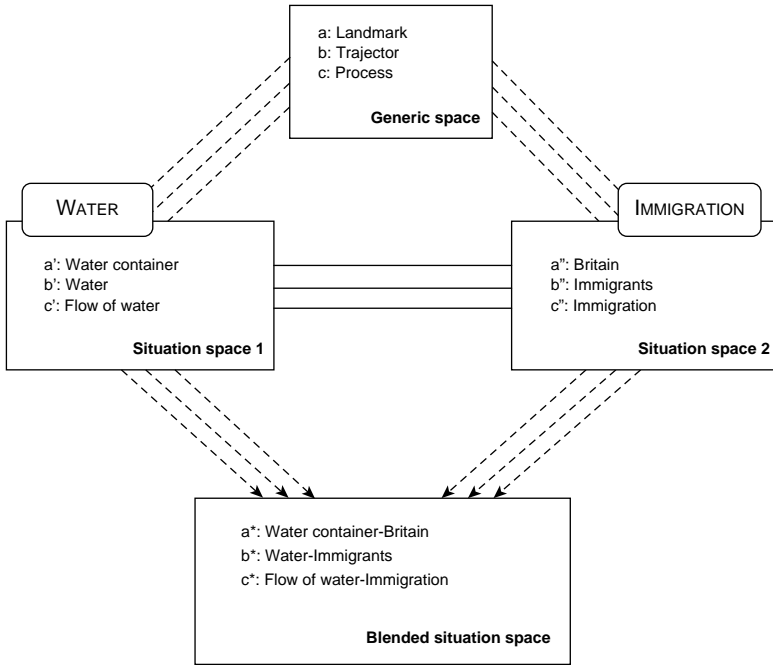 a: Landmark
b: Trajector
c: Process
Generic space
WATER
a’: Water container
b’: Water
c’: Flow of water
Situation space 1
IMMIGRATION
a”: Britain
b”: Immigrants
c”: Immigration
Situation space 2
a*: Water container-Britain
b*: Water-Immigrants
c*: Flow of water-Immigration
Blended situation space